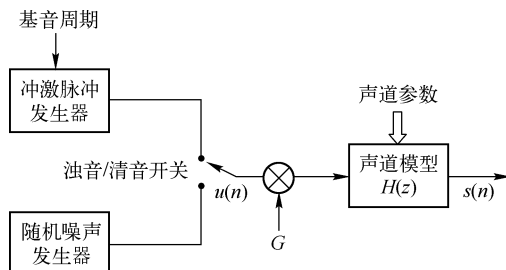 基音周期
冲激脉冲
发生器
声道参数
浊音/清音开关
u(n)
声道模型
H(z)
s(n)
随机噪声
发生器
G